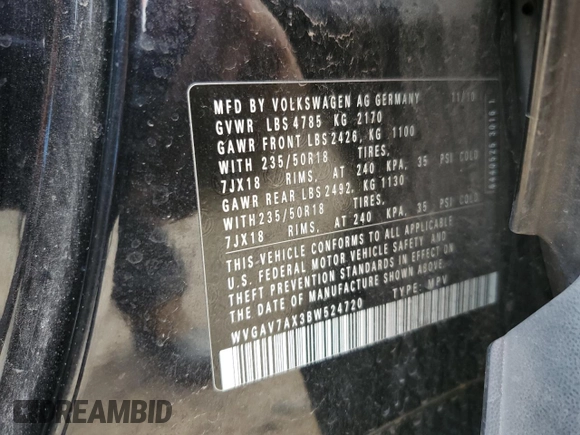 MFD BY VOLKSWAGEN AG GERMANY 11/10
GVWR LBS 4785 KG 2170
GAWR FRONT LBS 2426, KG 1100
WITH 235/50R18 TIRES,
7JX18 RIMS, AT 240 KPA, 35 PSI COLD
GAWR REAR LBS 2492, KG 1130
WITH 235/50R18 TIRES,
7JX18 RIMS, AT 240 KPA, 35 PSI COLD
THIS VEHICLE CONFORMS TO ALL APPLICABLE
U.S. FEDERAL MOTOR VEHICLE SAFETY AND
THEFT PREVENTION STANDARDS IN EFFECT ON
THE DATE OF MANUFACTURE SHOWN ABOVE.
WVGAV7AX3BW524720 TYPE: MPV
DREAMBID